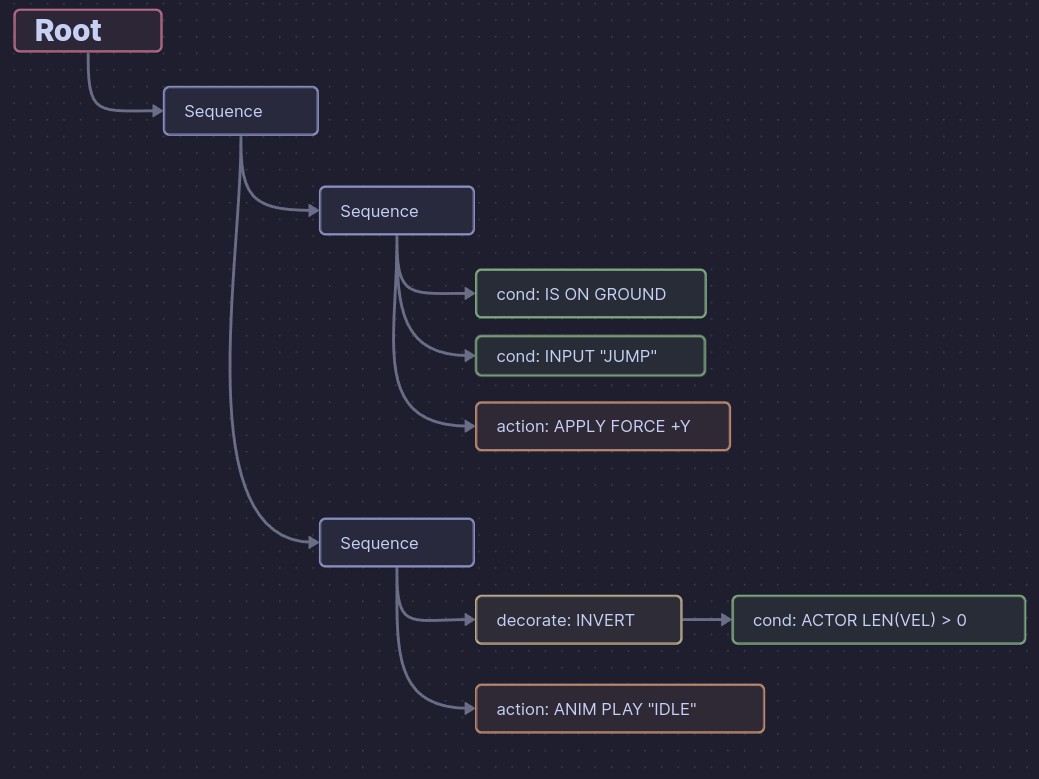 Root
Sequence
Sequence
cond: IS ON GROUND
cond: INPUT "JUMP"
action: APPLY FORCE +Y
Sequence
decorate: INVERT
cond: ACTOR LEN(VEL) > 0
action: ANIM PLAY "IDLE"